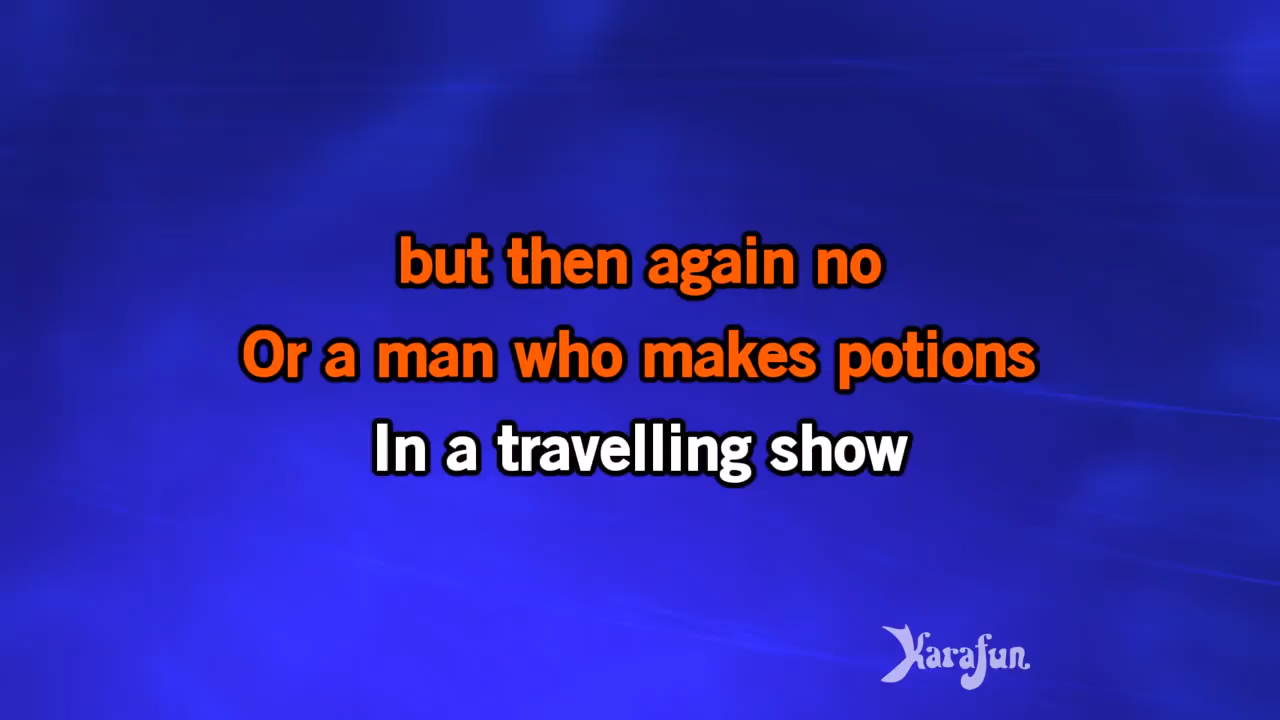 but then again no
Or a man who makes potions
In a travelling show
Karafun